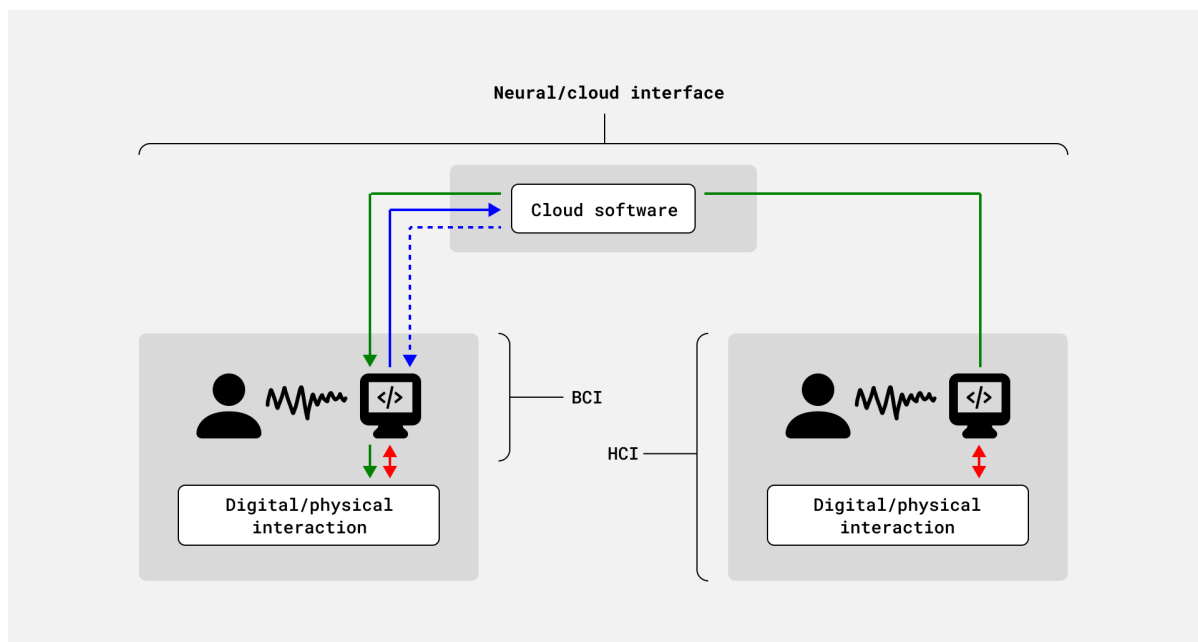 Neural/cloud interface
Cloud software
</>
</>
BCI
HCI
Digital/physical
interaction
Digital/physical
interaction